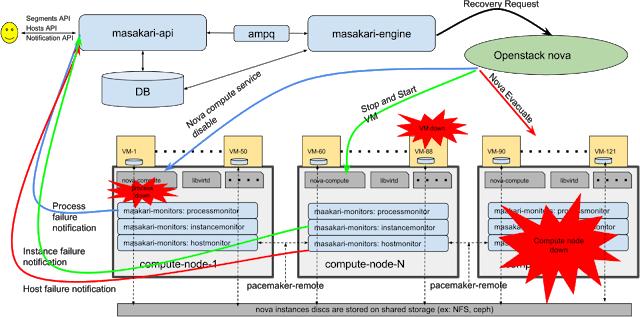 Segments API
Hosts API
Notification API
masakari-api
ampq
masakari-engine
Recovery Request
Openstack nova
DB
Nova compute service
disable
Stop and Start
VM
Nova Evacuate
VM-1
VM-50
VM-60
VM down
VM-88
VM-90
VM-121
nova-compute
process
down
libvirtd
nova-compute
libvirtd
nova-compute
libvirtd
Process
failure
notification
maakari-monitors: processmonitor
masakari-monitors: instancemonitor
masakari-monitors: hostmonitor
maakari-monitors: processmonitor
masakari-monitors: instancemonitor
masakari-monitors: hostmonitor
maakari-monitors: processmonitor
Compute node
down
Instance failure
notification
compute-node-1
compute-node-N
Host failure notification
pacemaker-remote
pacemaker-remote
nova instances discs are stored on shared storage (ex: NFS, ceph)